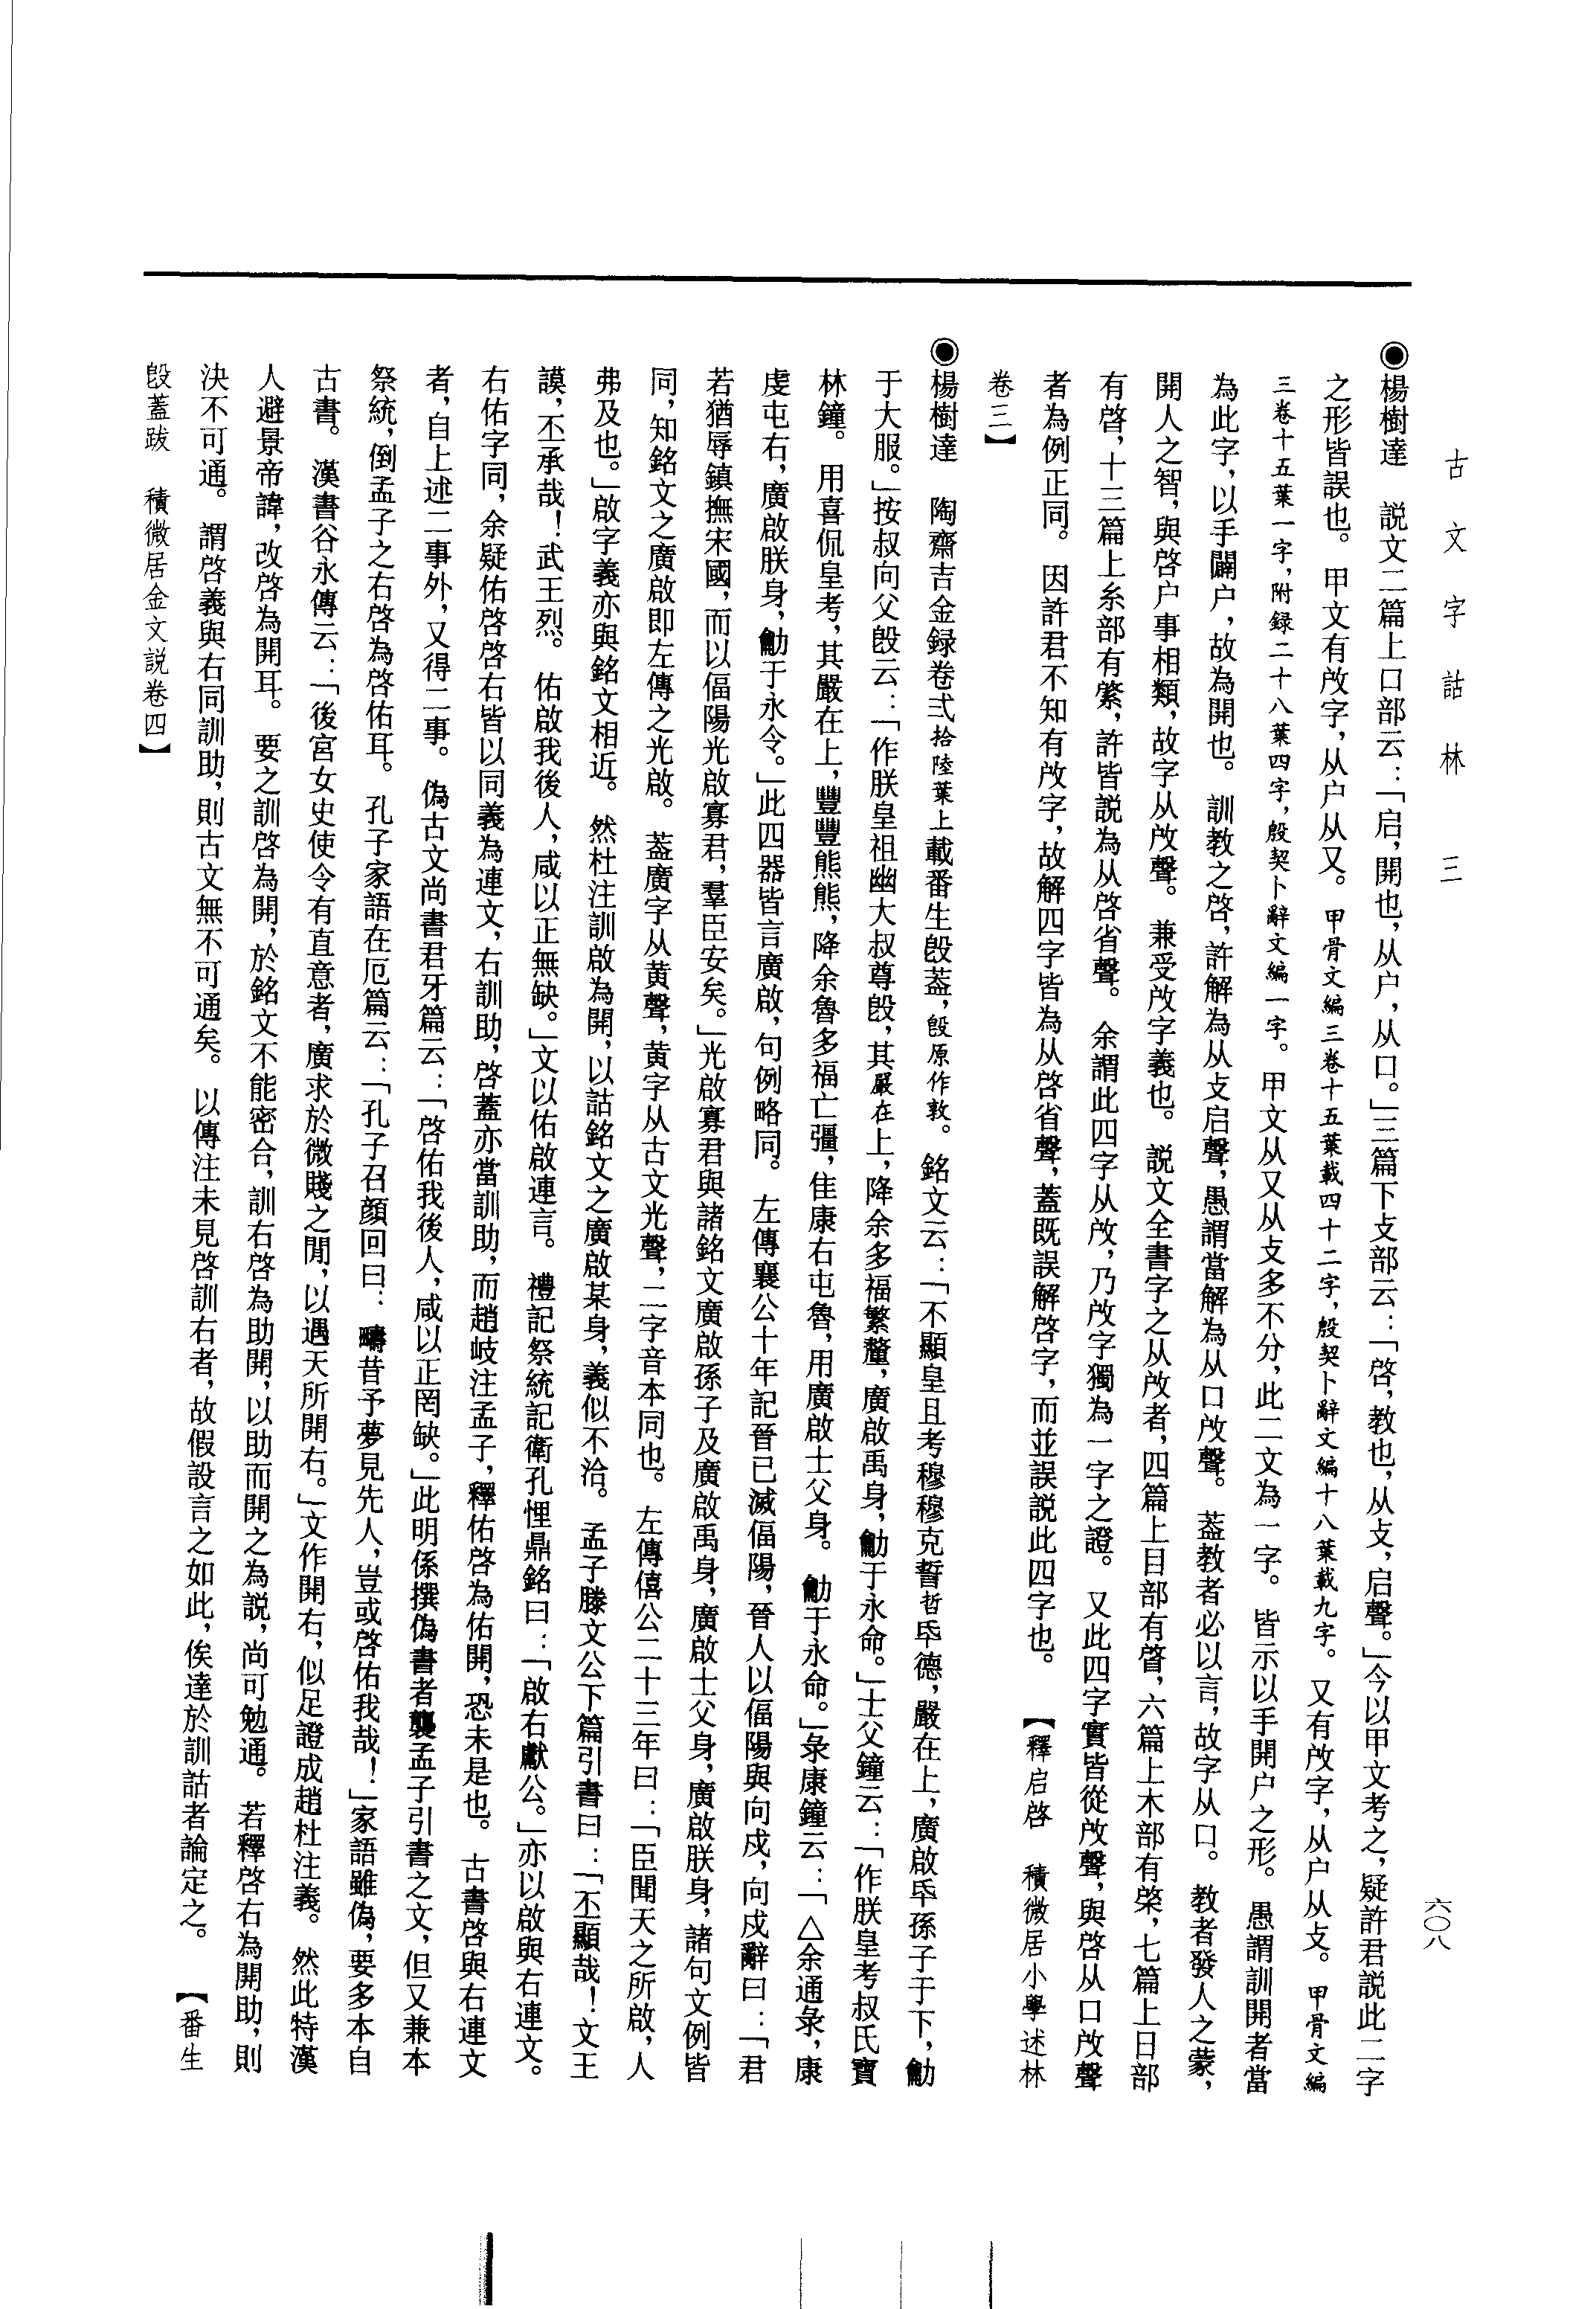 古文字詁林　三
六〇八
◉楊樹達　説文二篇上口部云：「启，開也，从户，从口。」三篇下攴部云：「啓，教也，从攴，启聲。」今以甲文考之，疑許君説此二字
之形皆誤也。甲文有𢼄字，从户从又。甲骨文編三卷十五葉載四十二字，殷契卜辭文編十八葉載九字。又有𢼄字，从户从攴。甲骨文編
三卷十五葉一字，附録二十八葉四字，殷契卜辭文編一字。甲文从又从攴多不分，此二文為一字。皆示以手開户之形。愚謂訓開者當
為此字，以手闢户，故為開也。訓教之啓，許解為从攴启聲，愚謂當解為从口𢼄聲。蓋教者必以言，故字从口。教者發人之蒙，
開人之智，與啓户事相類，故字从𢼄聲。兼受𢼄字義也。説文全書字之从𢼄者，四篇上目部有䁈，六篇上木部有棨，七篇上日部
有晵，十三篇上糸部有綮，許皆説為从啓省聲。余謂此四字从𢼄，乃𢼄字獨為一字之證。又此四字實皆從𢼄聲，與啓从口𢼄聲
者為例正同。因許君不知有𢼄字，故解四字皆為从啓省聲，蓋既誤解啓字，而並誤説此四字也。　【釋启啓　積微居小學述林
卷三】
◉楊樹達　陶齋吉金録卷弍拾陸葉上載番生𣪘葢，𣪘原作敦。銘文云：「不顯皇且考穆穆克誓哲氒德，嚴在上，廣啟氒孫子于下，勴
于大服。」按叔向父𣪘云：「作朕皇祖幽大叔尊𣪘，其嚴在上，降余多福繁釐，廣啟禹身，勴于永命。」士父鐘云：「作朕皇考叔氏寶
林鐘。用喜侃皇考，其嚴在上，豐豐熊熊，降余魯多福亡彊，隹康右屯魯，用廣啟士父身。勴于永命。」彔康鐘云：「△余通彔，康
虔屯右，廣啟朕身，勴于永令。」此四器皆言廣啟，句例略同。左傳襄公十年記晉已滅偪陽，晉人以偪陽與向戍，向戍辭曰：「君
若猶辱鎮撫宋國，而以偪陽光啟寡君，羣臣安矣。」光啟寡君與諸銘文廣啟孫子及廣啟禹身，廣啟士父身，廣啟朕身，諸句文例皆
同，知銘文之廣啟即左傳之光啟。葢廣字从黄聲，黄字从古文光聲，二字音本同也。左傳僖公二十三年曰：「臣聞天之所啟，人
弗及也。」啟字義亦與銘文相近。然杜注訓啟為開，以詁銘文之廣啟某身，義似不洽。孟子滕文公下篇引書曰：「丕顯哉！文王
謨，丕承哉！武王烈。佑啟我後人，咸以正無缺。」文以佑啟連言。禮記祭統記衛孔悝鼎銘曰：「啟右獻公。」亦以啟與右連文。
右佑字同，余疑佑啓啓右皆以同義為連文，右訓助，啓蓋亦當訓助，而趙岐注孟子，釋佑啓為佑開，恐未是也。古書啓與右連文
者，自上述二事外，又得二事。偽古文尚書君牙篇云：「啓佑我後人，咸以正罔缺。」此明係撰偽書者襲孟子引書之文，但又兼本
祭統，倒孟子之右啓為啓佑耳。孔子家語在厄篇云：「孔子召顔回曰：疇昔予夢見先人，豈或啓佑我哉！」家語雖偽，要多本自
古書。漢書谷永傳云：「後宮女史使令有直意者，廣求於微賤之閒，以遇天所開右。」文作開右，似足證成趙杜注義。然此特漢
人避景帝諱，改啓為開耳。要之訓啓為開，於銘文不能密合，訓右啓為助開，以助而開之為説，尚可勉通。若釋啓右為開助，則
決不可通。謂啓義與右同訓助，則古文無不可通矣。以傳注未見啓訓右者，故假設言之如此，俟達於訓詁者論定之。　【番生
𣪘蓋跋　積微居金文説卷四】